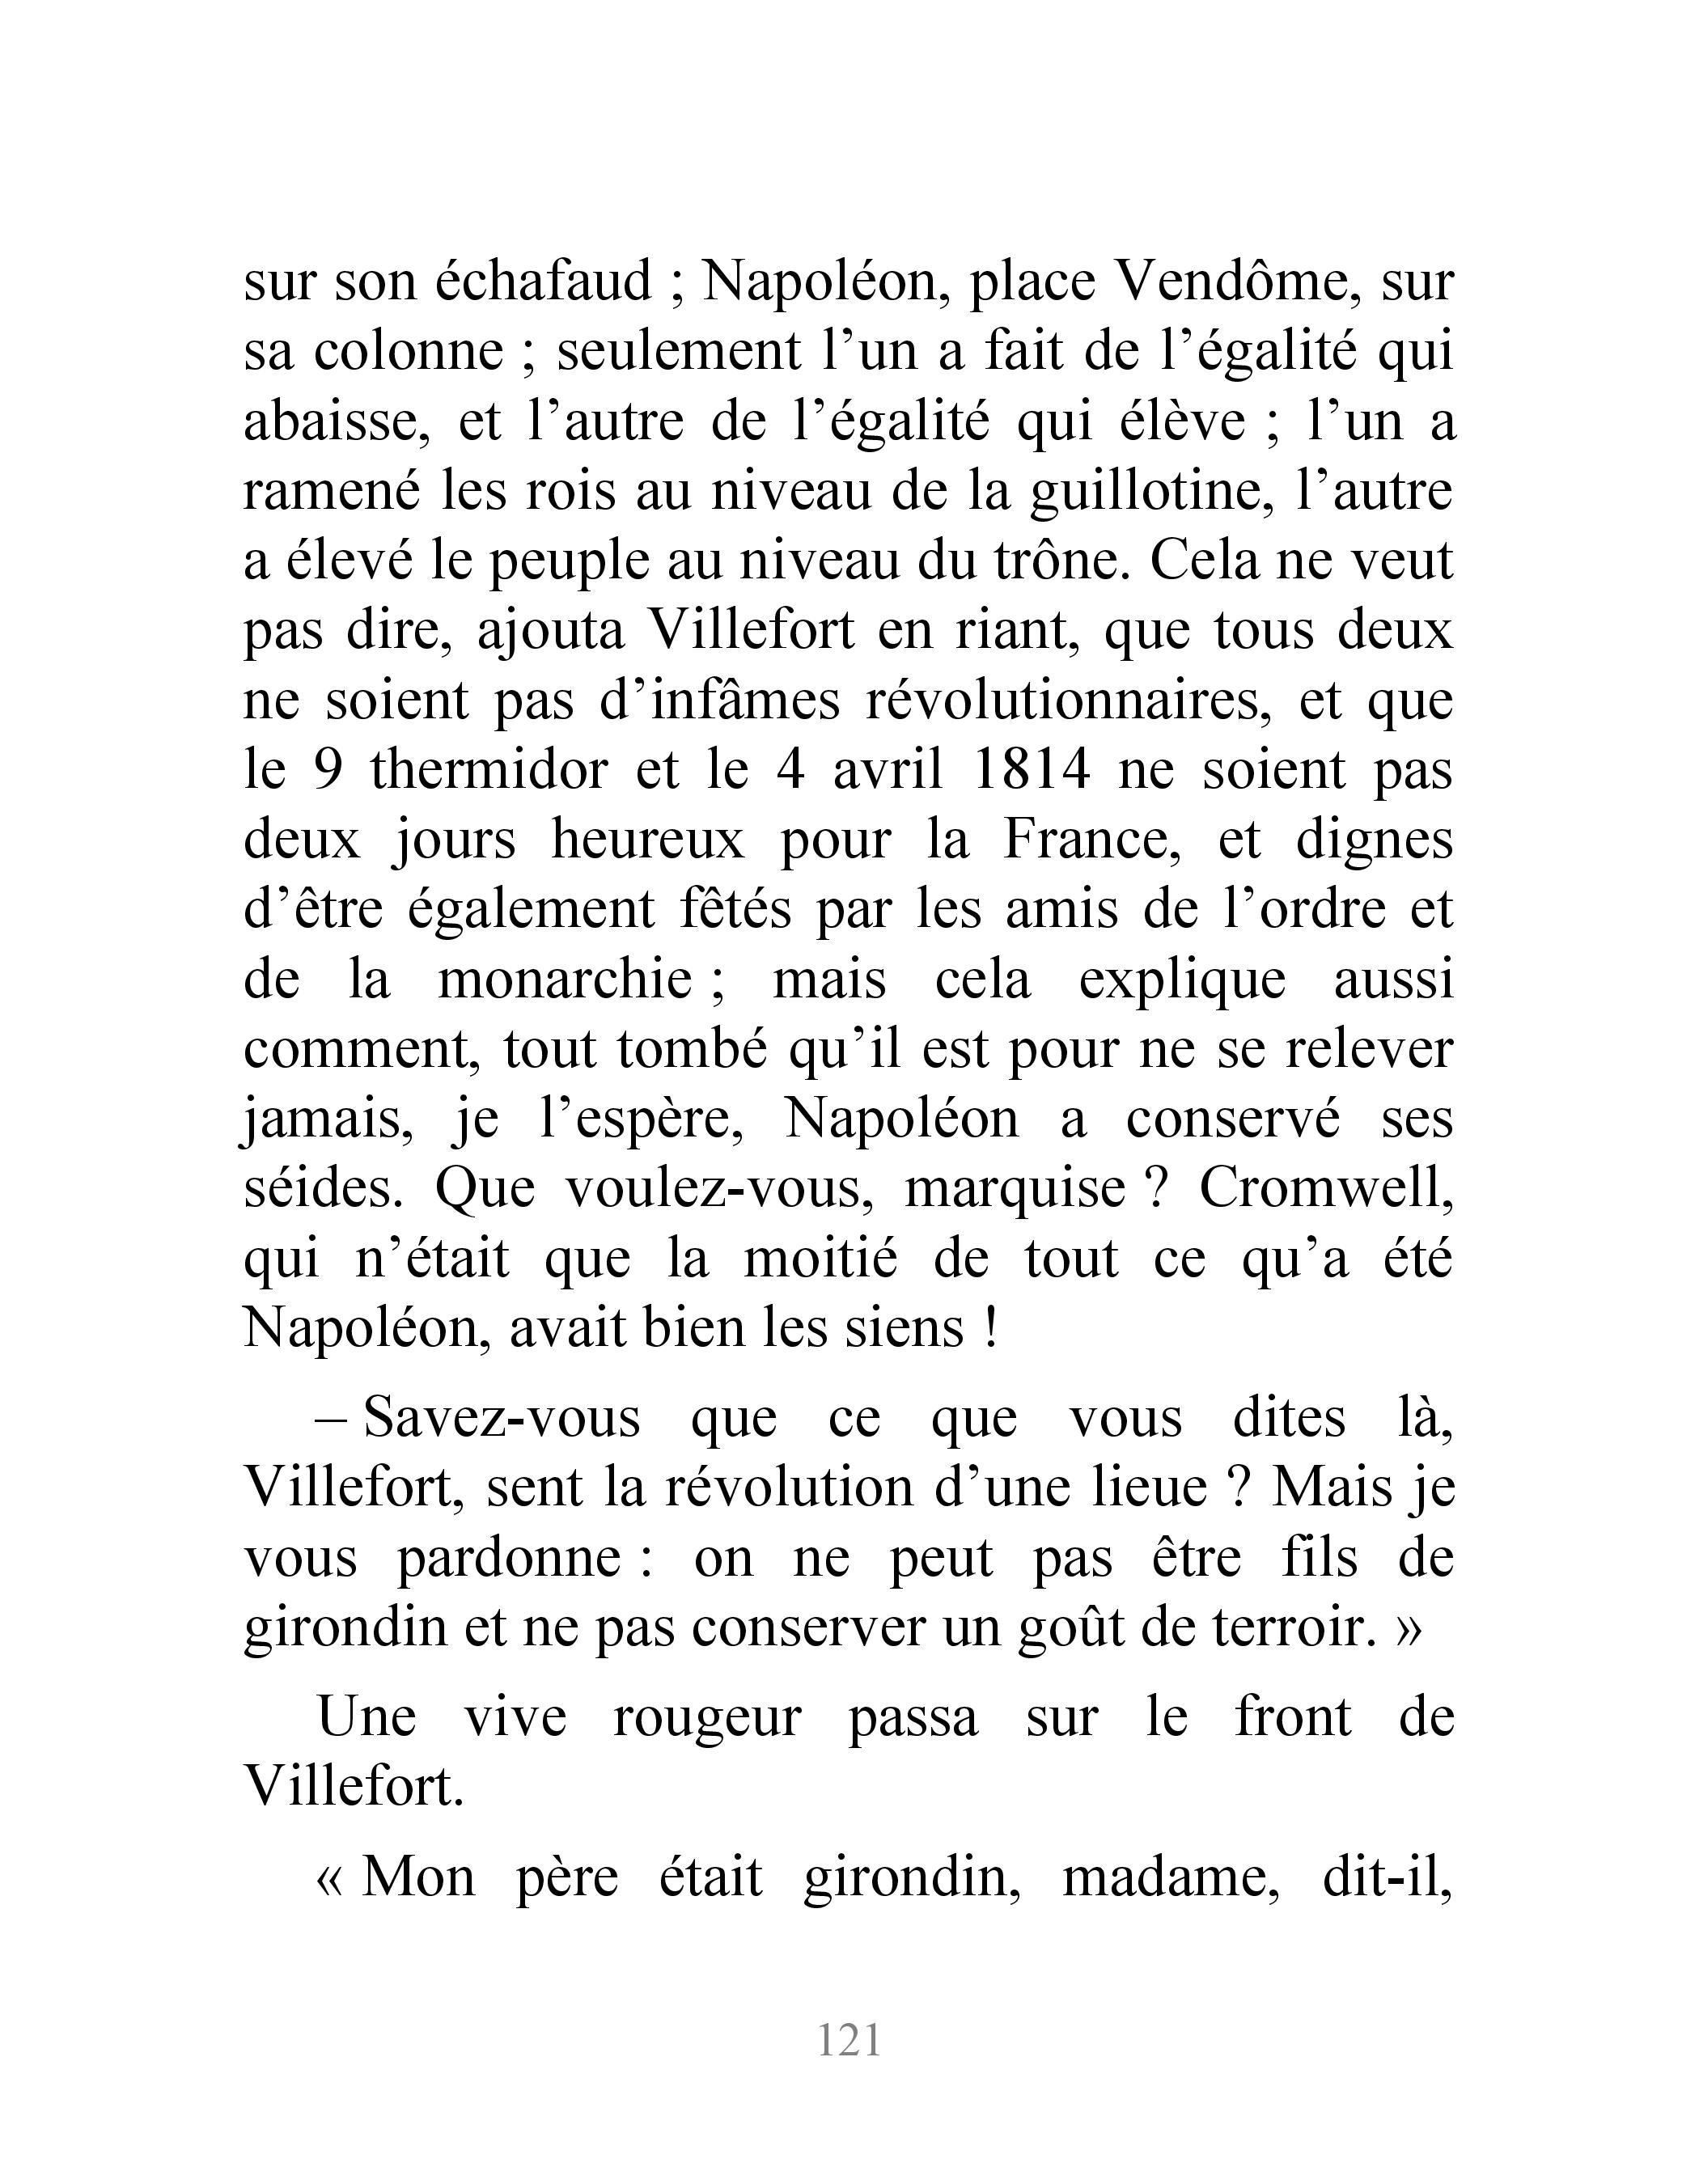 sur son échafaud ; Napoléon, place Vendôme, sur
sa colonne ; seulement l’un a fait de l’égalité qui
abaisse, et l’autre de l’égalité qui élève ; l’un a
ramené les rois au niveau de la guillotine, l’autre
a élevé le peuple au niveau du trône. Cela ne veut
pas dire, ajouta Villefort en riant, que tous deux
ne soient pas d’infâmes révolutionnaires, et que
le 9 thermidor et le 4 avril 1814 ne soient pas
deux jours heureux pour la France, et dignes
d’être également fêtés par les amis de l’ordre et
de la monarchie ; mais cela explique aussi
comment, tout tombé qu’il est pour ne se relever
jamais, je l’espère, Napoléon a conservé ses
séides. Que voulez-vous, marquise ? Cromwell,
qui n’était que la moitié de tout ce qu’a été
Napoléon, avait bien les siens !
– Savez-vous que ce que vous dites là,
Villefort, sent la révolution d’une lieue ? Mais je
vous pardonne : on ne peut pas être fils de
girondin et ne pas conserver un goût de terroir. »
Une vive rougeur passa sur le front de
Villefort.
« Mon père était girondin, madame, dit-il,
121